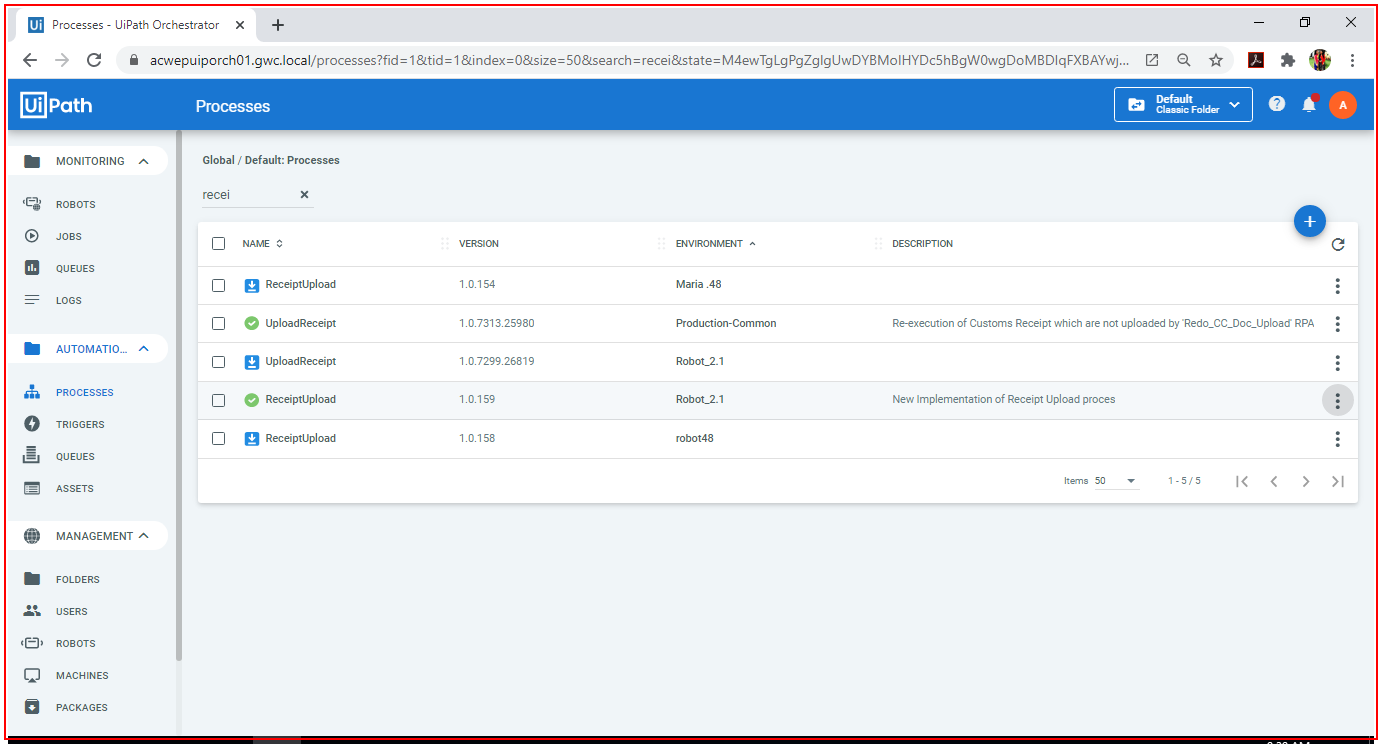 Ui Processes - UiPath Orchestrator
acwepuiporch01.gwc.local/processes?fid=1&tid=1&index=0&size=50&search=recei&state=M4ewTgLgPgZglgUwDYBMoIHYDc5hBgW0wgDoMBDIqFXBAYwj...
UiPath Processes Default Classic Folder A
MONITORING
ROBOTS
JOBS
QUEUES
LOGS
AUTOMATIO...
PROCESSES
TRIGGERS
QUEUES
ASSETS
MANAGEMENT
FOLDERS
USERS
ROBOTS
MACHINES
PACKAGES
Global / Default: Processes
recei
NAME VERSION ENVIRONMENT DESCRIPTION
ReceiptUpload 1.0.154 Maria .48
UploadReceipt 1.0.7313.25980 Production-Common Re-execution of Customs Receipt which are not uploaded by 'Redo_CC_Doc_Upload' RPA
UploadReceipt 1.0.7299.26819 Robot_2.1
ReceiptUpload 1.0.159 Robot_2.1 New Implementation of Receipt Upload proces
ReceiptUpload 1.0.158 robot48
Items 50 1 - 5 / 5